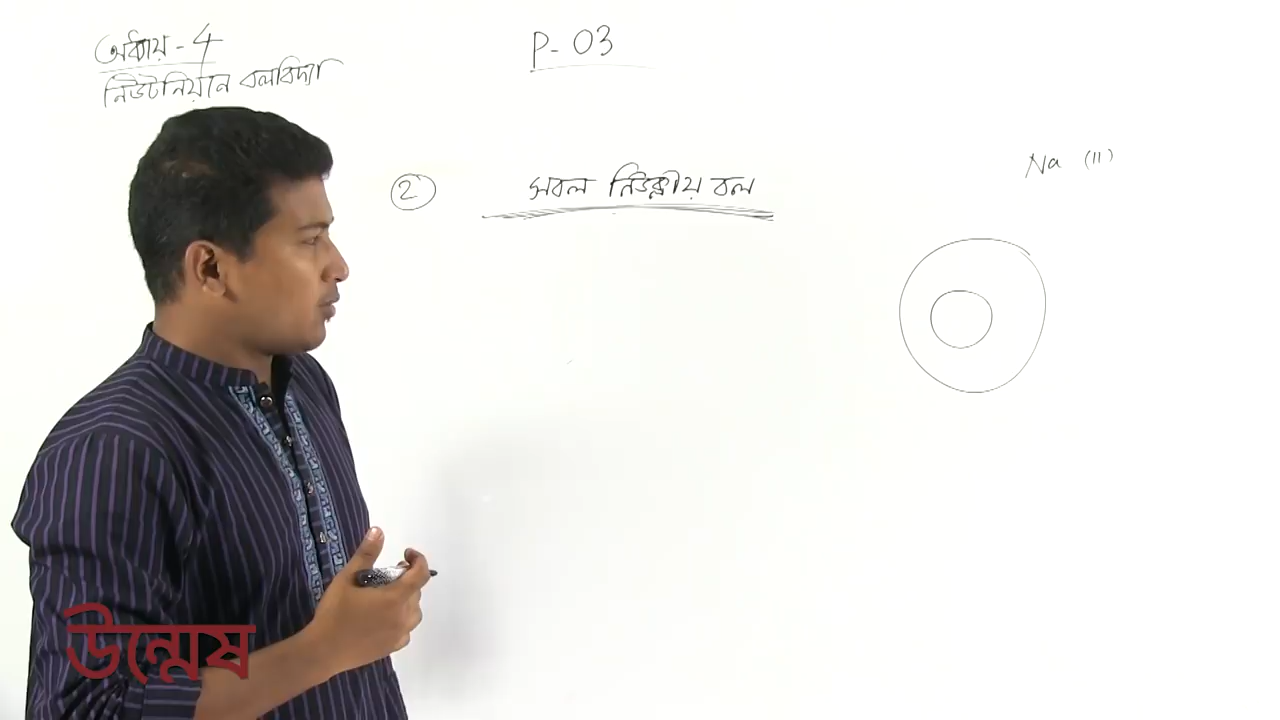 অধ্যায় - 4
নিউটনিয়ান বলবিদ্যা
P- 03
Na (11)
2 সবল নিউক্লীয় বল
উন্মেষ